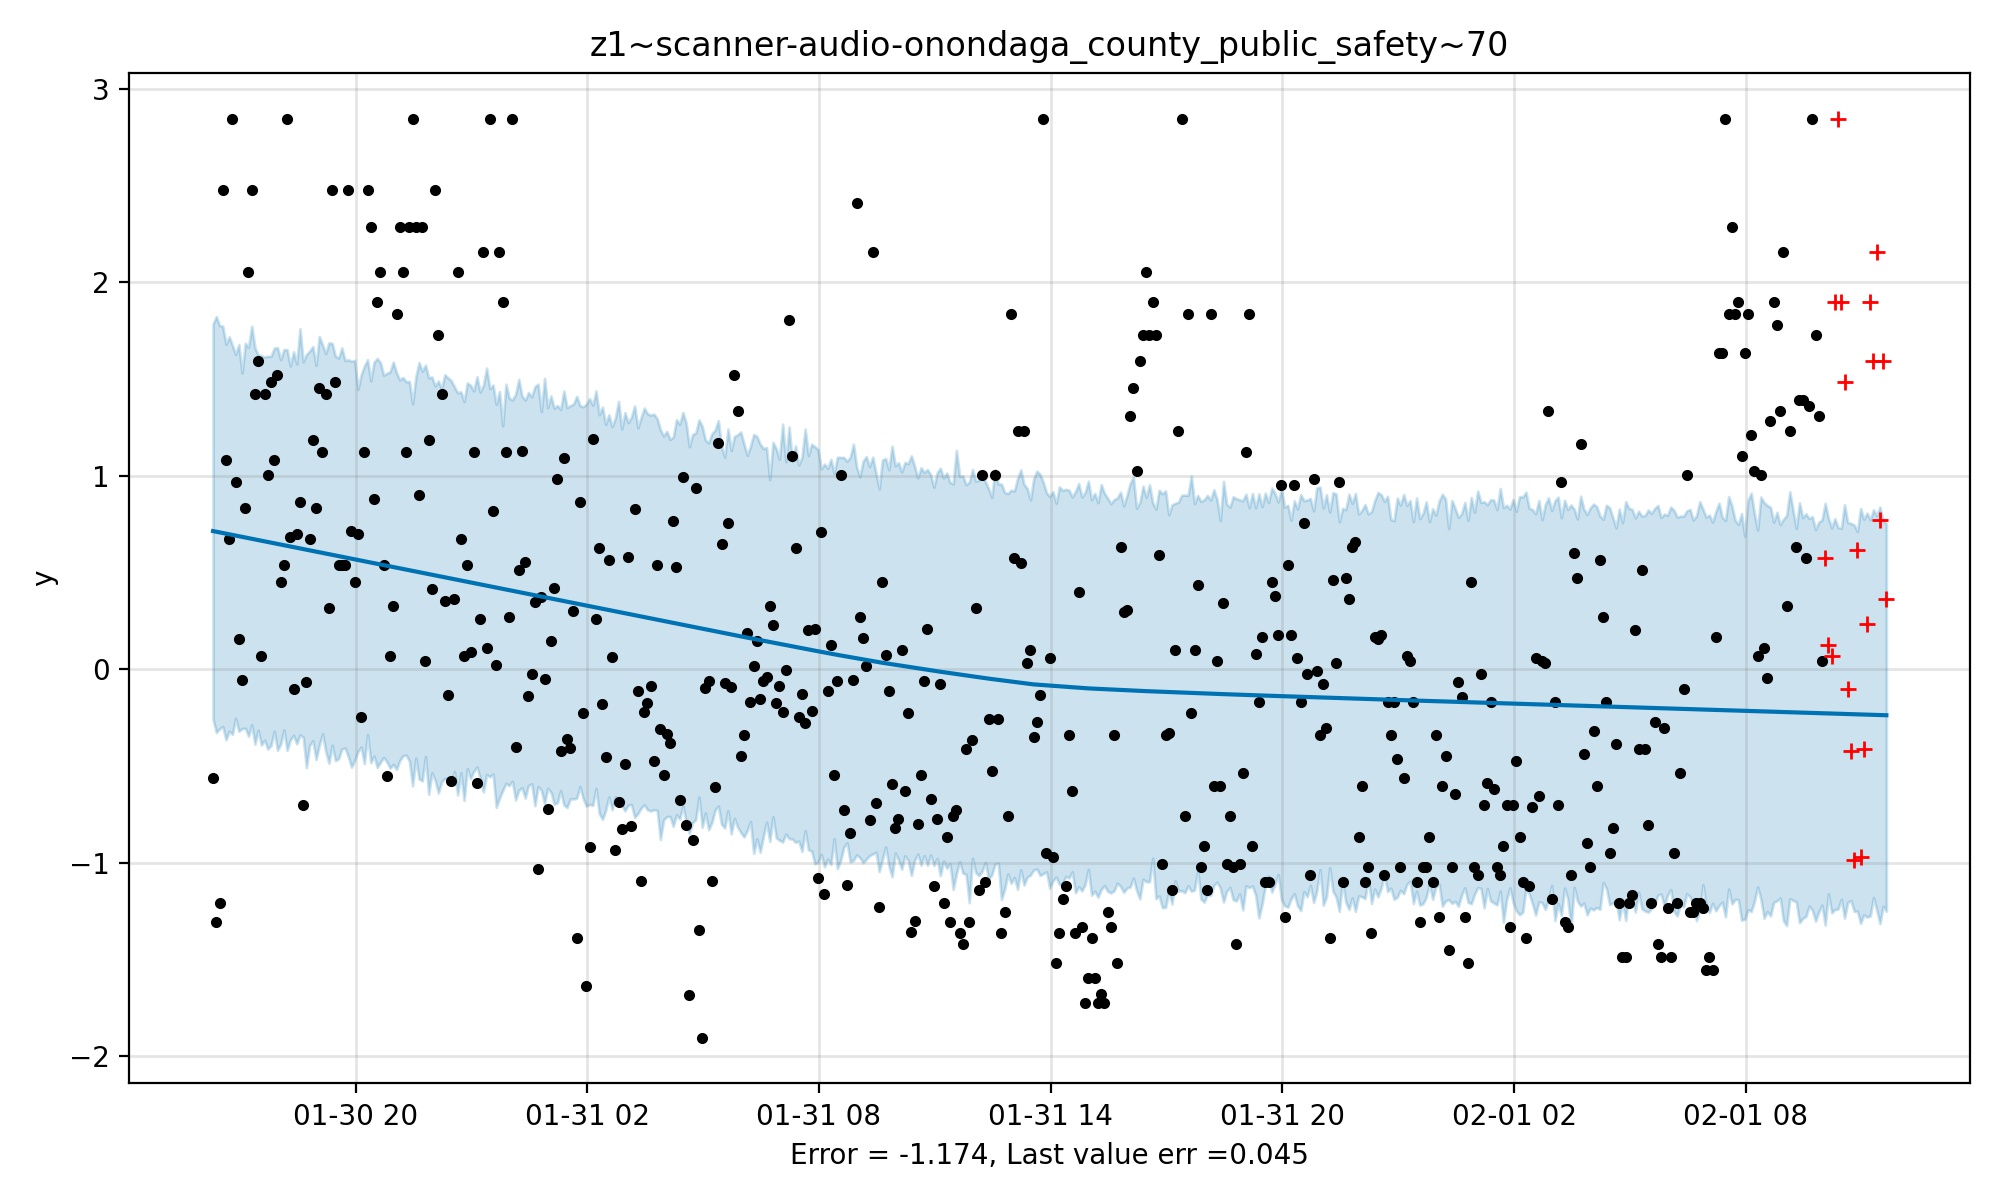 z1~scanner-audio-onondaga_county_public_safety~70
3
2
1
0
−1
−2
y
01-30 20 01-31 02 01-31 08 01-31 14 01-31 20 02-01 02 02-01 08
Error = -1.174, Last value err =0.045